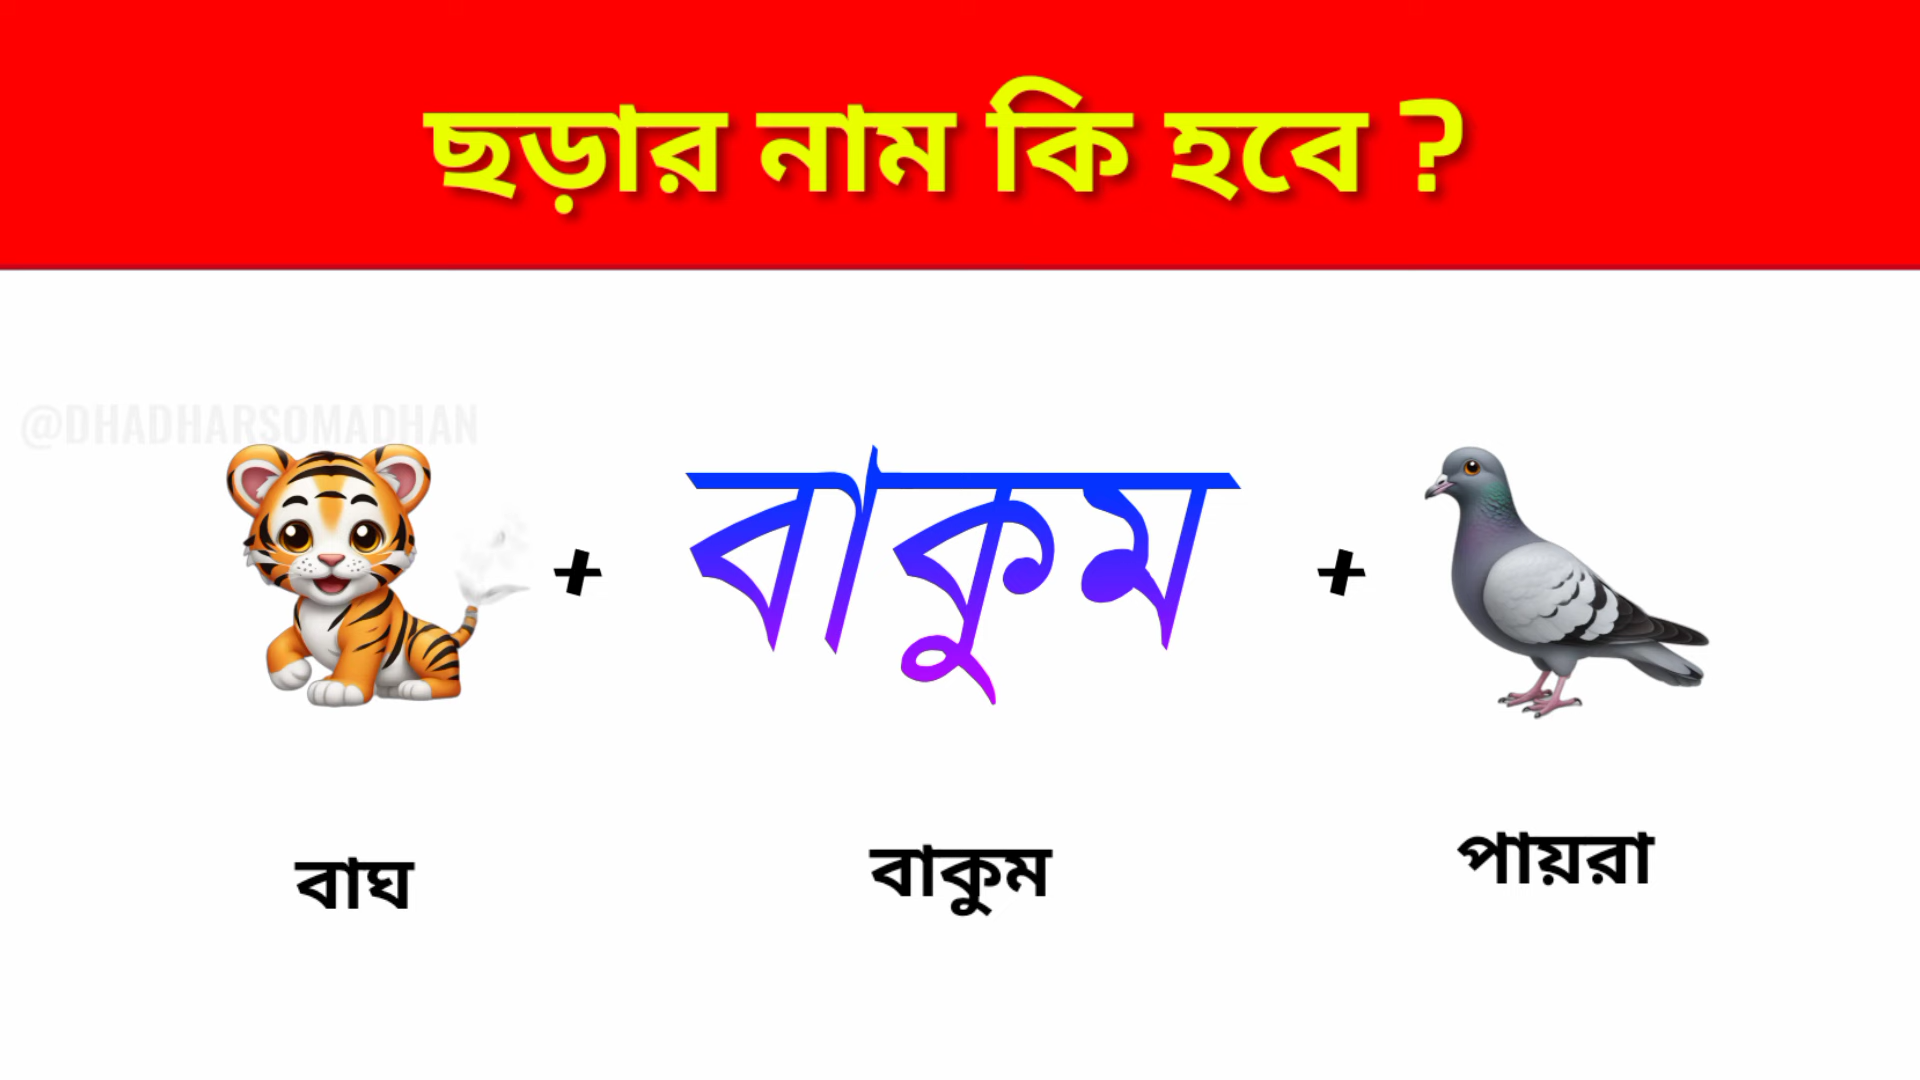 ছড়ার নাম কি হবে ?
@DHADHARSOMADHAN
+ বাকুম +
বাঘ বাকুম পায়রা